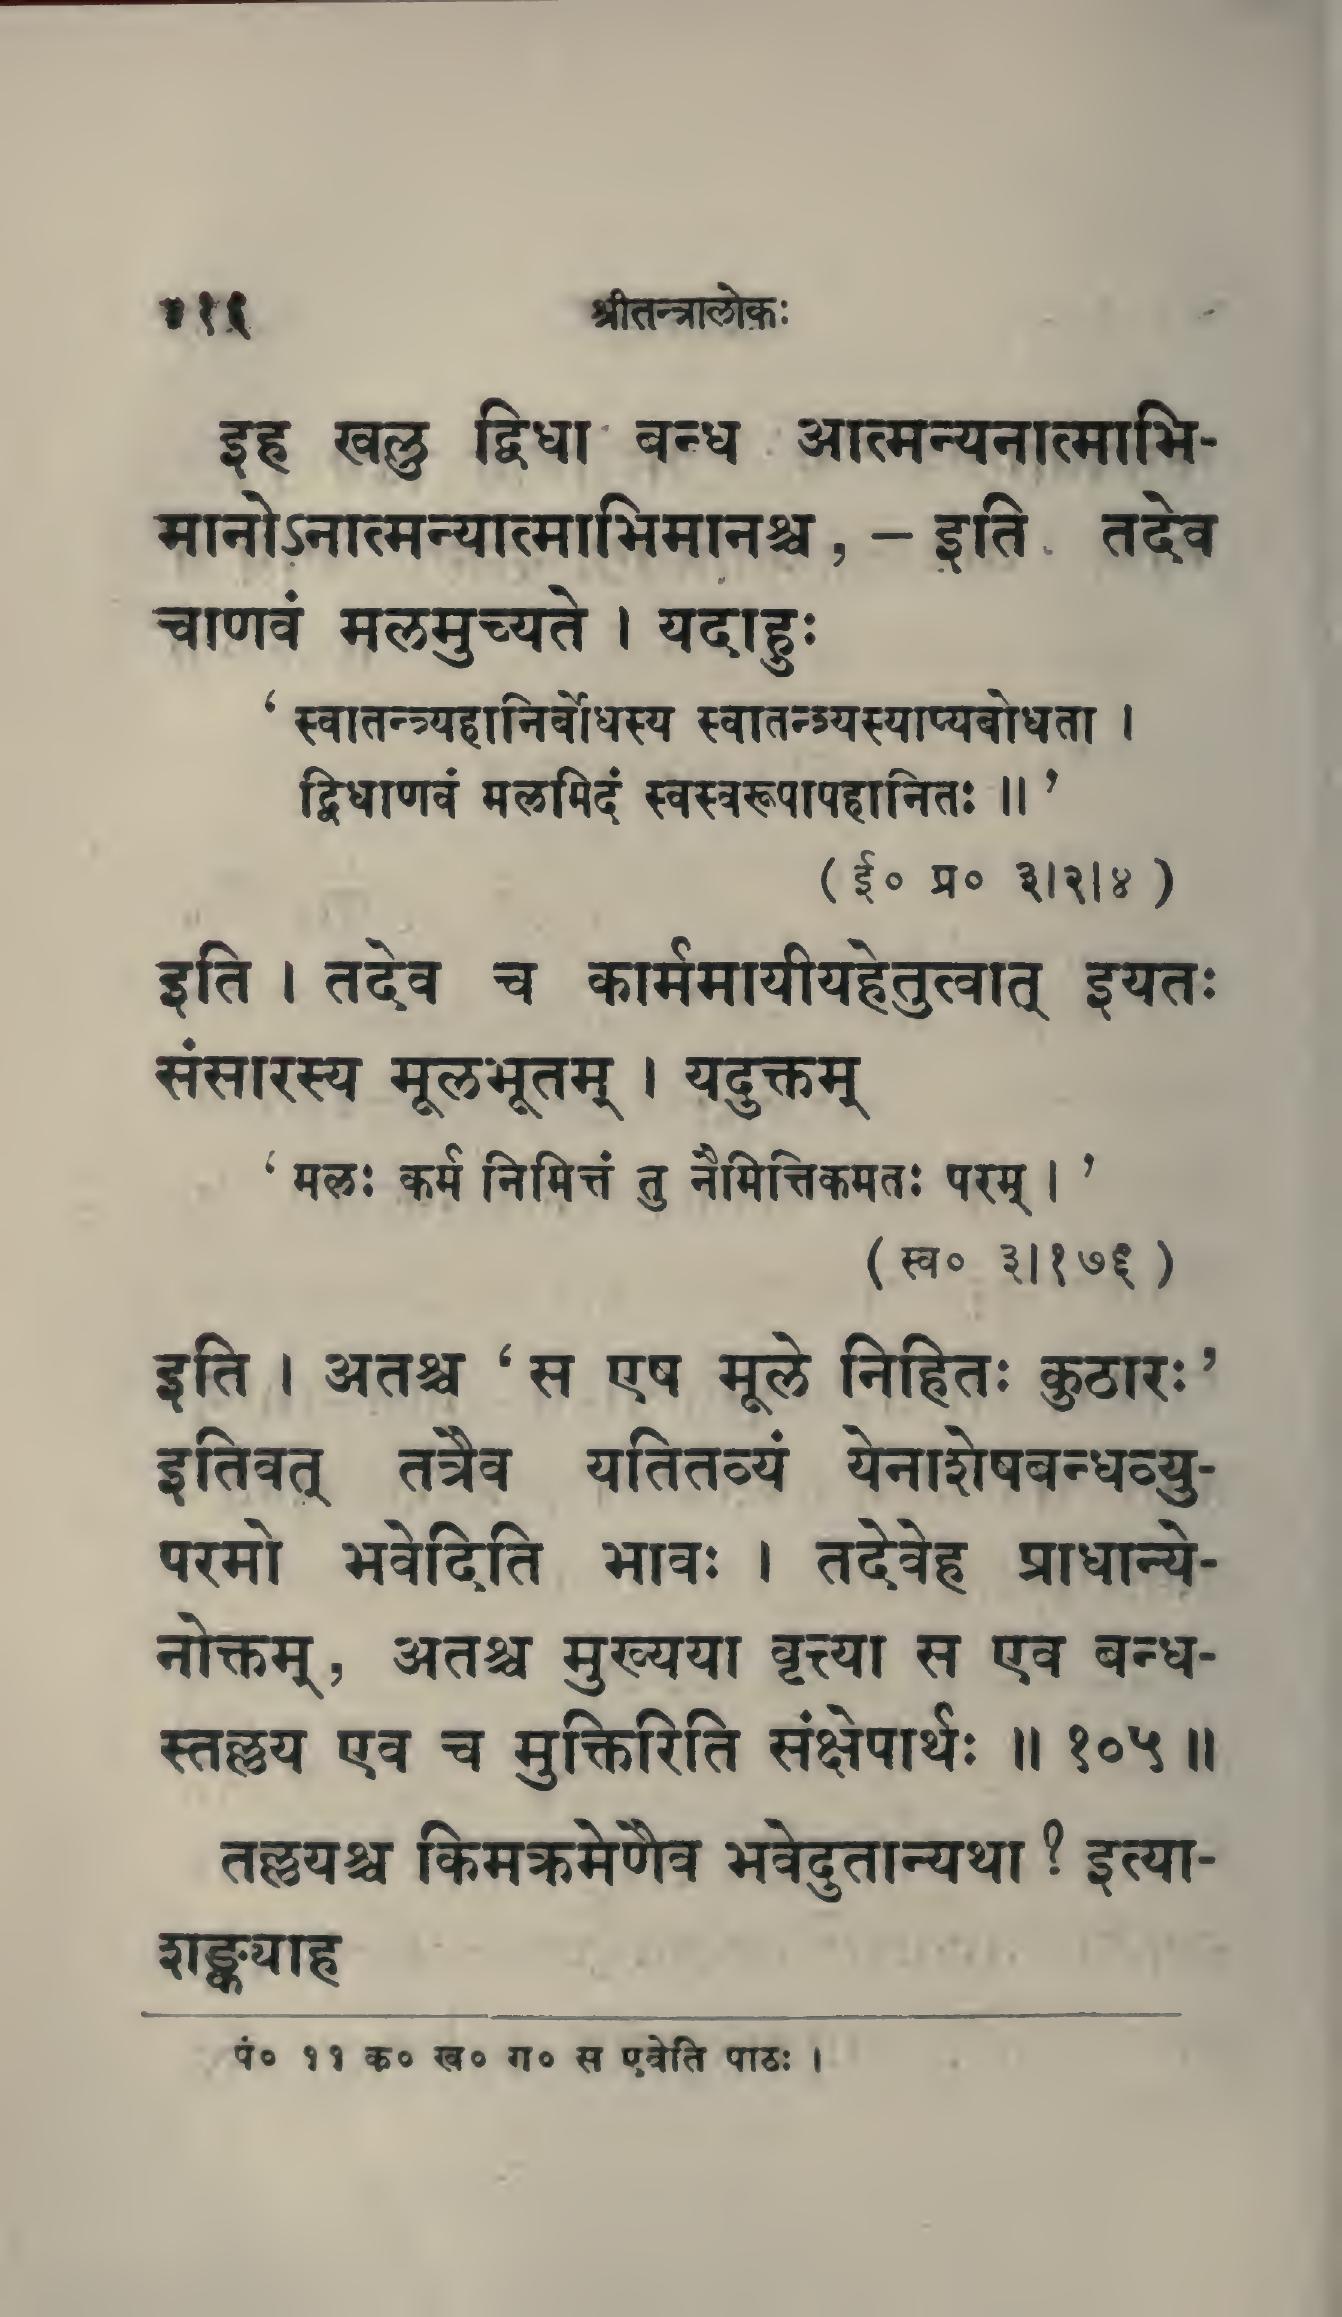 श्रीतन्त्रालोकः
इह खलु द्विधा बन्ध आत्मन्यनात्माभि-
मानोऽनात्मन्यात्माभिमानश्च, – इति तदेव
चाणवं मलमुच्यते । यदाहुः
‘ स्वातन्त्र्यहानिर्बोधस्य स्वातन्त्र्यस्याप्यबोधता ।
द्विधाणवं मलमिदं स्वस्वरूपापहानितः ॥ ’
( ई० प्र० ३।२।४ )
इति । तदेव च कार्ममायीयहेतुत्वात् इयतः
संसारस्य मूलभूतम् । यदुक्तम्
‘ मलः कर्म निमित्तं तु नैमित्तिकमतः परम् । ’
( स्व० ३।१७६ )
इति । अतश्च ‘ स एष मूले निहितः कुठारः ’
इतिवत् तत्रैव यतितव्यं येनाशेषबन्धव्यु-
परमो भवेदिति भावः । तदेवेह प्राधान्ये-
नोक्तम्, अतश्च मुख्यया वृत्त्या स एव बन्ध-
स्तल्लय एव च मुक्तिरिति संक्षेपार्थः ॥ १०५ ॥
तल्लयश्च किमक्रमेणैव भवेदुतान्यथा ? इत्या-
शङ्क्याह
पं० ११ क० ख० ग० स एवेति पाठः ।